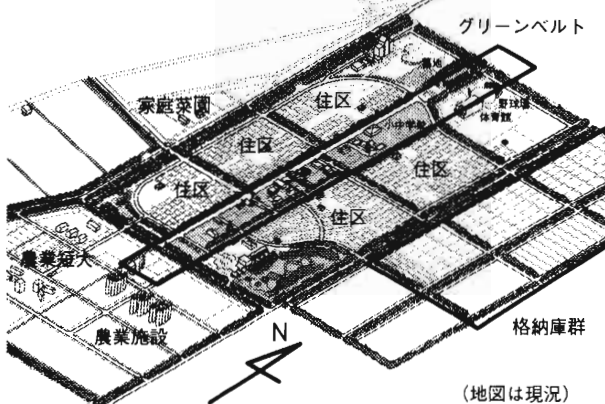 グリーンベルト
墓地
家庭菜園
住区
野球場
体育館
小中学校
住区
住区
住区
住区
農業短大
農業施設
N
格納庫群
(地図は現況)